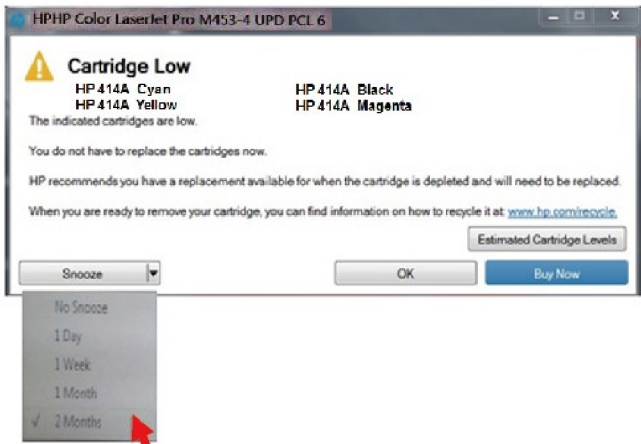 HPHP Color LaserJet Pro M453-4 UPD PCL 6
Cartridge Low
HP 414A Cyan HP 414A Black
HP 414A Yellow HP 414A Magenta
The indicated cartridges are low.
You do not have to replace the cartridges now.
HP recommends you have a replacement available for when the cartridge is depleted and will need to be replaced.
When you are ready to remove your cartridge, you can find information on how to recycle it at: www.hp.com/recycle.
Estimated Cartridge Levels
Snooze OK Buy Now
No Snooze
1 Day
1 Week
1 Month
√ 2 Months